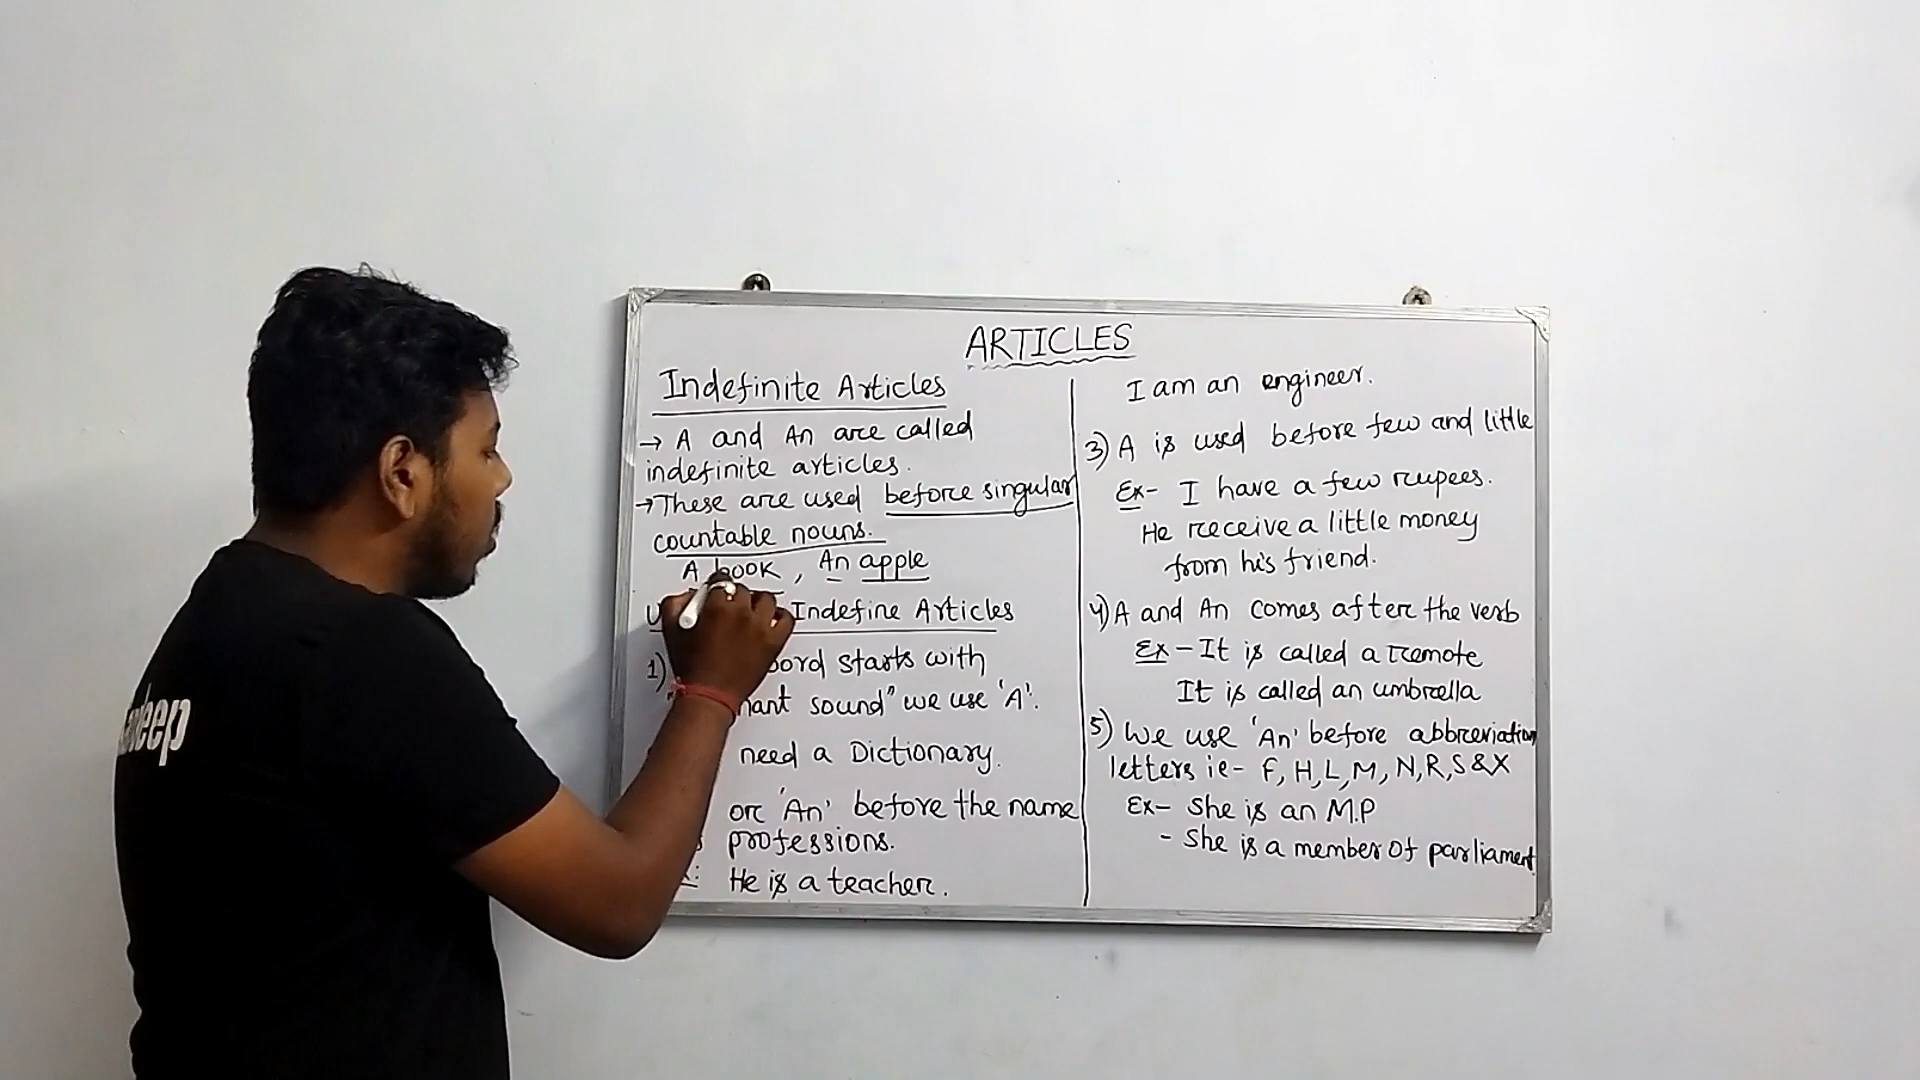 ARTICLES
Indefinite Articles
→ A and An are called
indefinite articles.
→ These are used before singular
countable nouns.
A book, An apple
Indefine Articles
1) starts with
sound" we use 'A'.
need a Dictionary.
or 'An' before the name
professions.
He is a teacher.
I am an engineer.
3) A is used before few and little
Ex- I have a few rupees.
He receive a little money
from his friend.
4) A and An comes after the verb
Ex - It is called a remote
It is called an umbrella
5) We use 'An' before abbreviation
letters ie- F, H, L, M, N, R, S & X
Ex- She is an M.P
- She is a member of parliament.